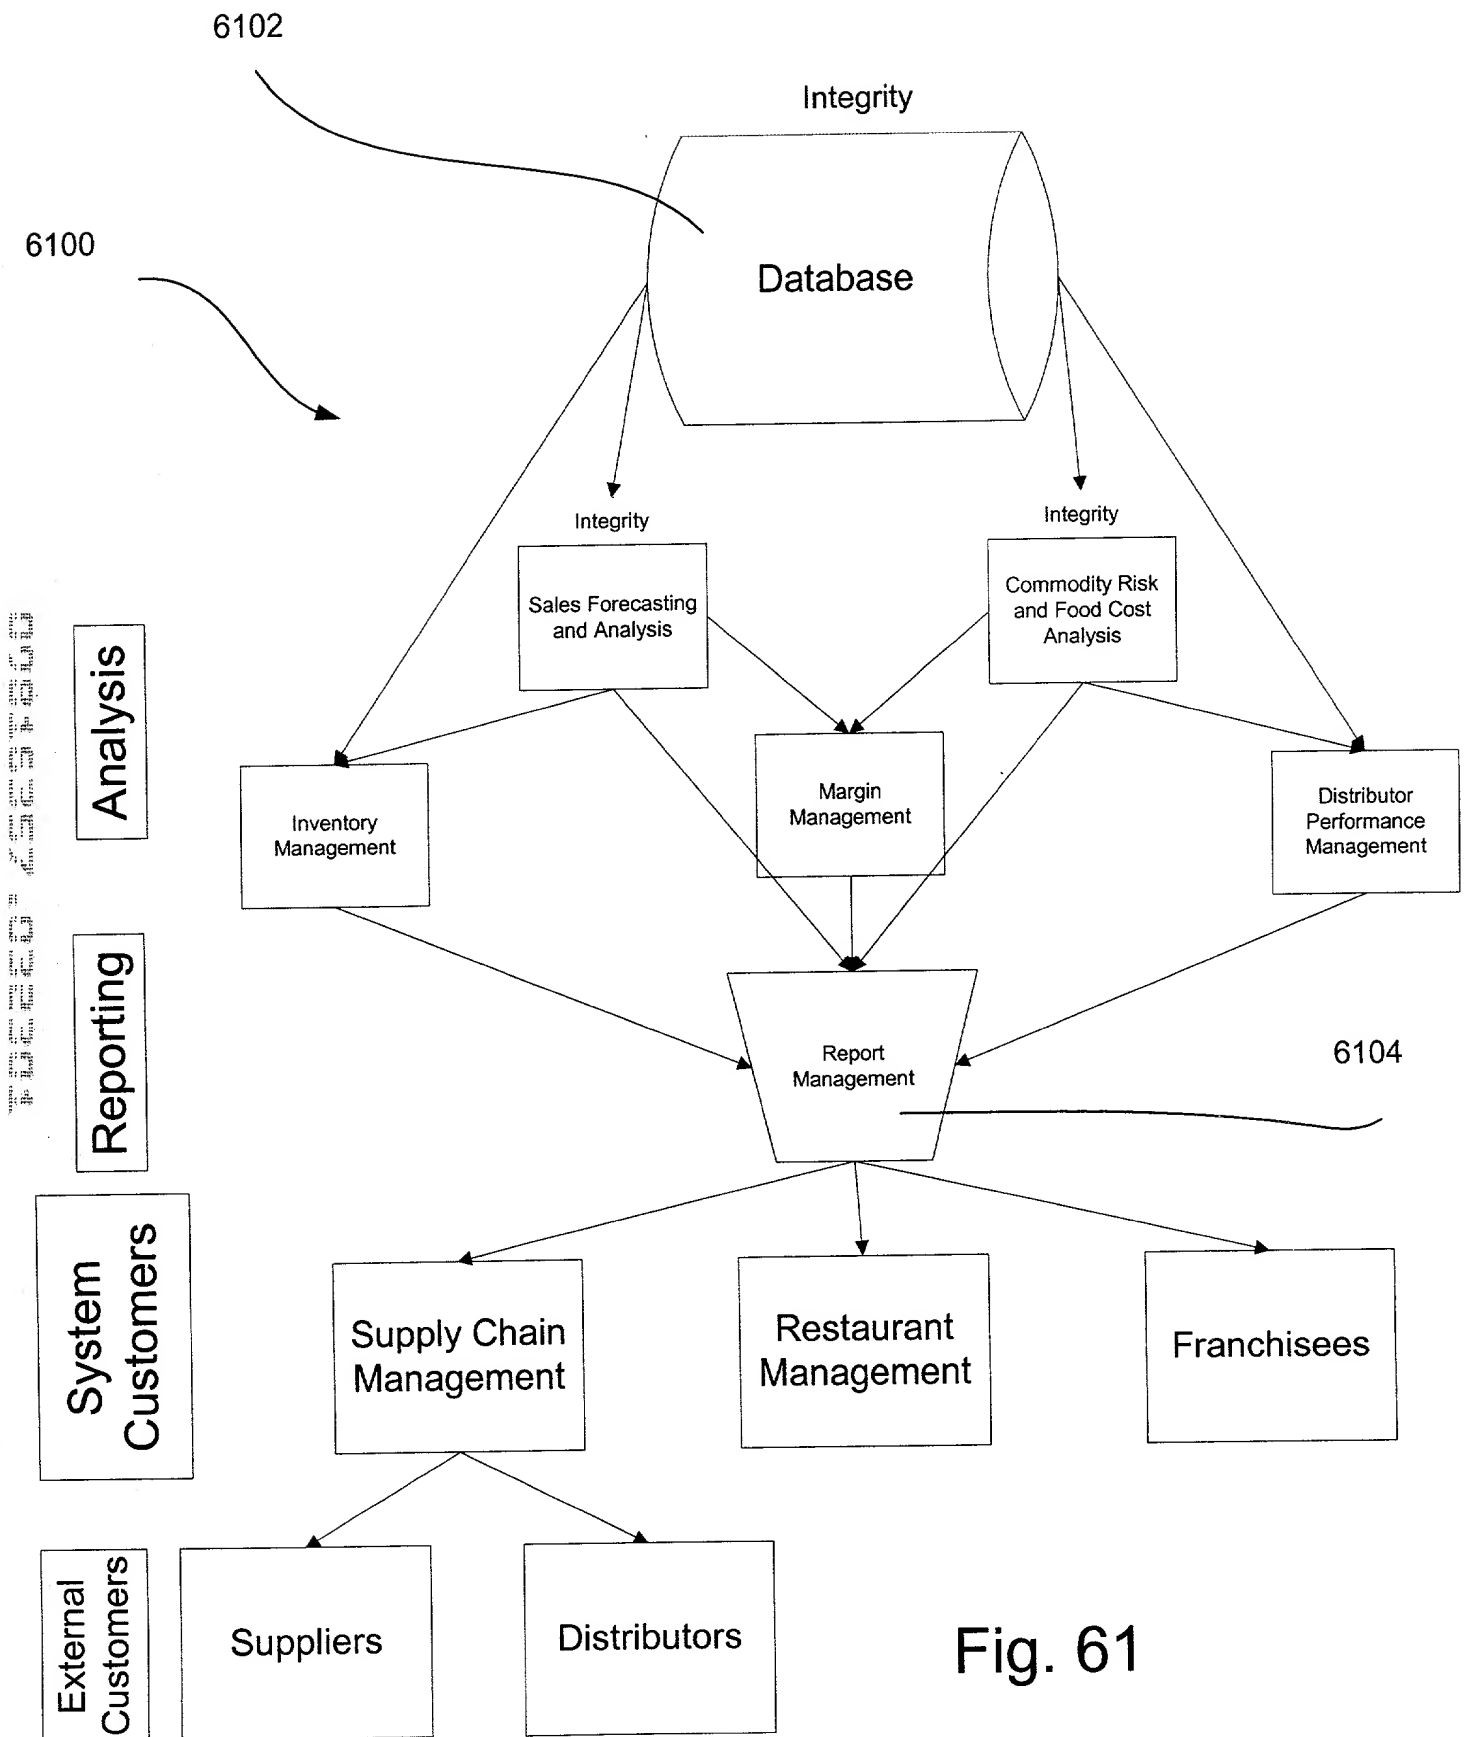 6102
Integrity
6100
Database
Integrity
Integrity
Sales Forecasting
and Analysis
Commodity Risk
and Food Cost
Analysis
Analysis
Inventory
Management
Margin
Management
Distributor
Performance
Management
Reporting
Report
Management
6104
System
Customers
Supply Chain
Management
Restaurant
Management
Franchisees
External
Customers
Suppliers
Distributors
Fig. 61